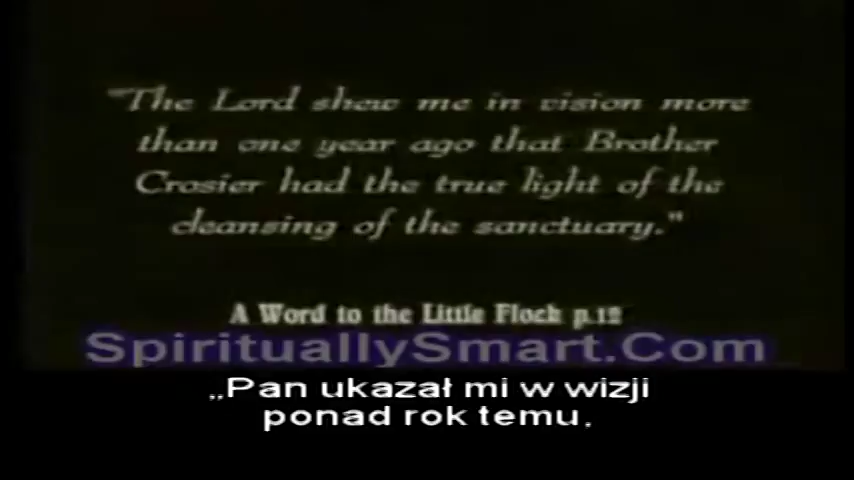 "The Lord shew me in vision more
than one year ago that Brother
Crosier had the true light of the
cleansing of the sanctuary."
A Word to the Little Flock p.12
SpirituallySmart.Com
„Pan ukazał mi w wizji
ponad rok temu.